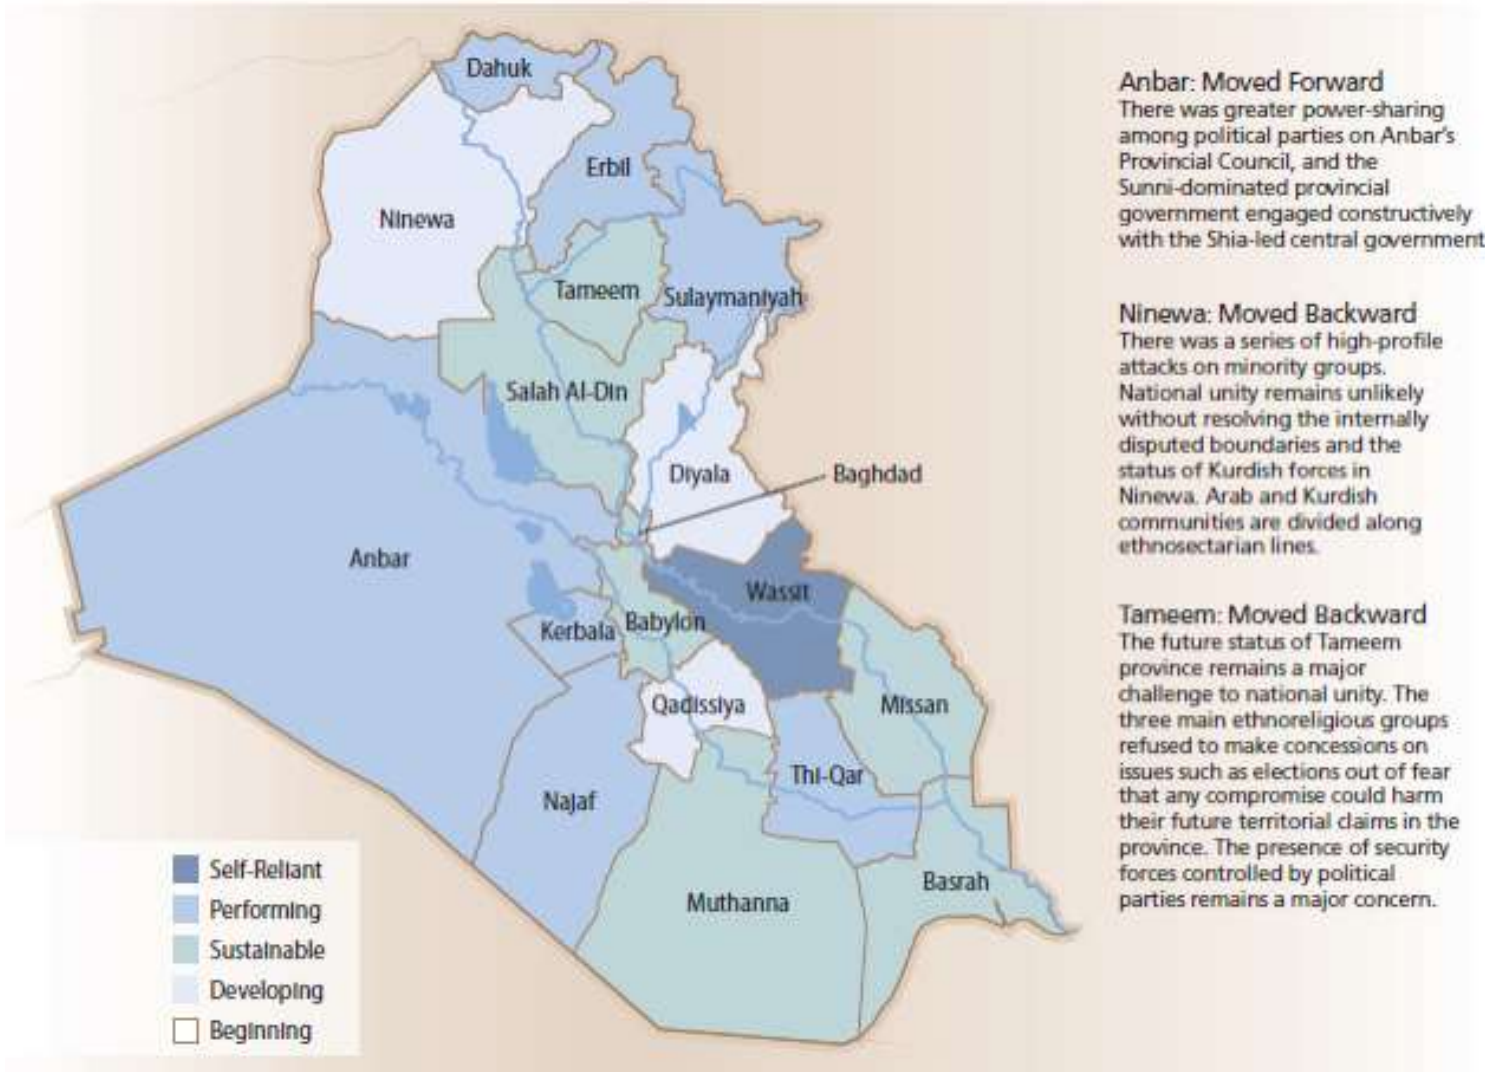 Dahuk
Erbil
Ninewa
Tameem
Sulaymaniyah
Salah Al-Din
Diyala
Baghdad
Anbar
Wassit
Kerbala
Babylon
Qadissiya
Missan
Najaf
Thi-Qar
Muthanna
Basrah
Self-Reliant
Performing
Sustainable
Developing
Beginning
Anbar: Moved Forward
There was greater power-sharing
among political parties on Anbar's
Provincial Council, and the
Sunni-dominated provincial
government engaged constructively
with the Shia-led central government
Ninewa: Moved Backward
There was a series of high-profile
attacks on minority groups.
National unity remains unlikely
without resolving the internally
disputed boundaries and the
status of Kurdish forces in
Ninewa. Arab and Kurdish
communities are divided along
ethnosectarian lines.
Tameem: Moved Backward
The future status of Tameem
province remains a major
challenge to national unity. The
three main ethnoreligious groups
refused to make concessions on
issues such as elections out of fear
that any compromise could harm
their future territorial claims in the
province. The presence of security
forces controlled by political
parties remains a major concern.